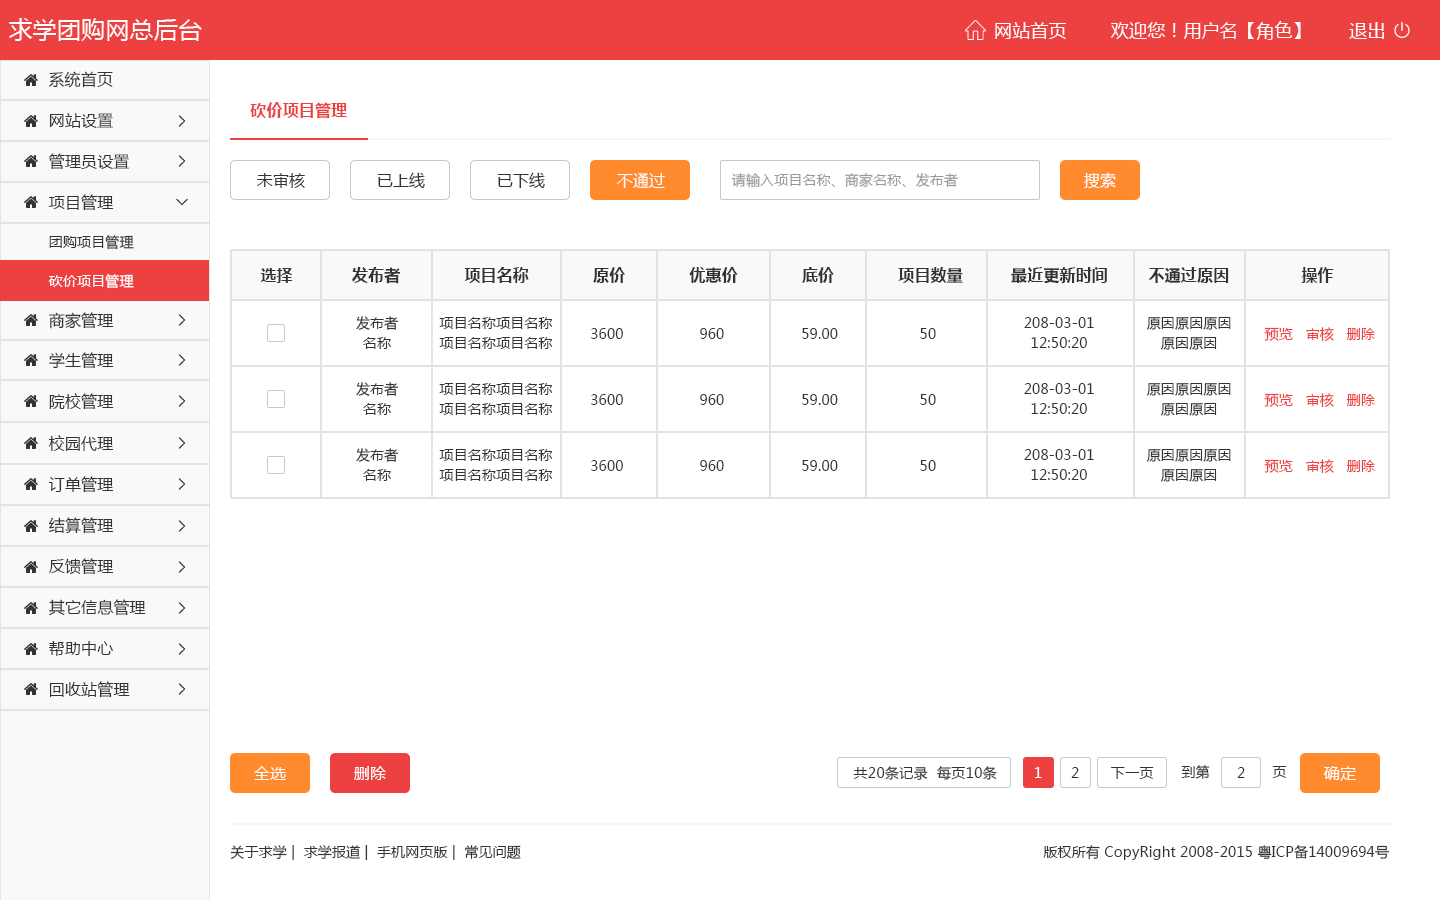 求学团购网总后台
网站首页 欢迎您！用户名【角色】 退出
系统首页
网站设置
管理员设置
项目管理
团购项目管理
砍价项目管理
商家管理
学生管理
院校管理
校园代理
订单管理
结算管理
反馈管理
其它信息管理
帮助中心
回收站管理
砍价项目管理
未审核 已上线 已下线 不通过 请输入项目名称、商家名称、发布者 搜索
选择 发布者 项目名称 原价 优惠价 底价 项目数量 最近更新时间 不通过原因 操作
发布者 项目名称项目名称 208-03-01 原因原因原因
3600 960 59.00 50 预览 审核 删除
名称 项目名称项目名称 12:50:20 原因原因
发布者 项目名称项目名称 208-03-01 原因原因原因
3600 960 59.00 50 预览 审核 删除
名称 项目名称项目名称 12:50:20 原因原因
发布者 项目名称项目名称 208-03-01 原因原因原因
3600 960 59.00 50 预览 审核 删除
名称 项目名称项目名称 12:50:20 原因原因
全选 删除 共20条记录 每页10条 1 2 下一页 到第 2 页 确定
关于求学 | 求学报道 | 手机网页版 | 常见问题
版权所有 CopyRight 2008-2015 粤ICP备14009694号